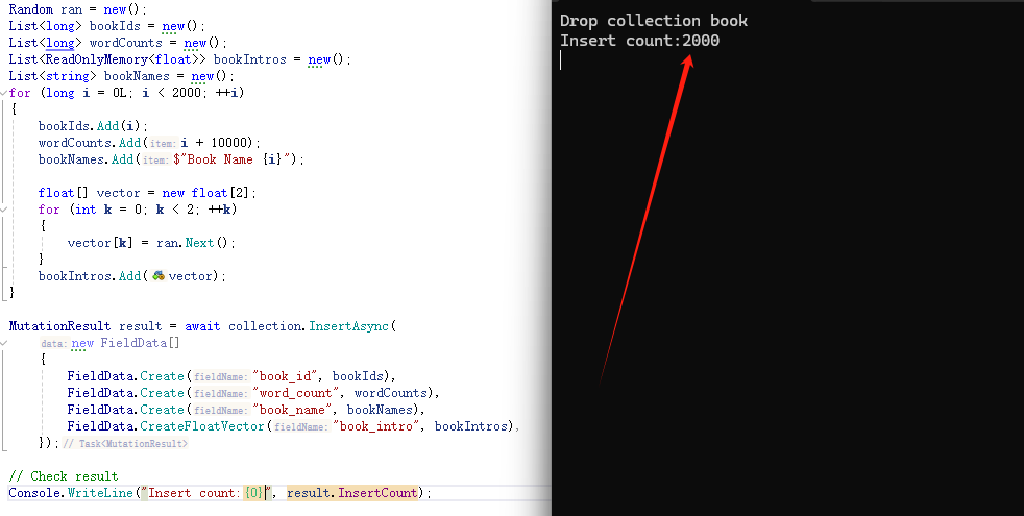 Random ran = new();
List<long> bookIds = new();
List<long> wordCounts = new();
List<ReadOnlyMemory<float>> bookIntros = new();
List<string> bookNames = new();
for (long i = 0L; i < 2000; ++i)
{
bookIds.Add(i);
wordCounts.Add(item: i + 10000);
bookNames.Add(item: $"Book Name {i}");
float[] vector = new float[2];
for (int k = 0; k < 2; ++k)
{
vector[k] = ran.Next();
}
bookIntros.Add(vector);
}
MutationResult result = await collection.InsertAsync(
data: new FieldData[]
{
FieldData.Create(fieldName: "book_id", bookIds),
FieldData.Create(fieldName: "word_count", wordCounts),
FieldData.Create(fieldName: "book_name", bookNames),
FieldData.CreateFloatVector(fieldName: "book_intro", bookIntros),
}); // Task<MutationResult>
// Check result
Console.WriteLine("Insert count:{0}", result.InsertCount);
Drop collection book
Insert count:2000